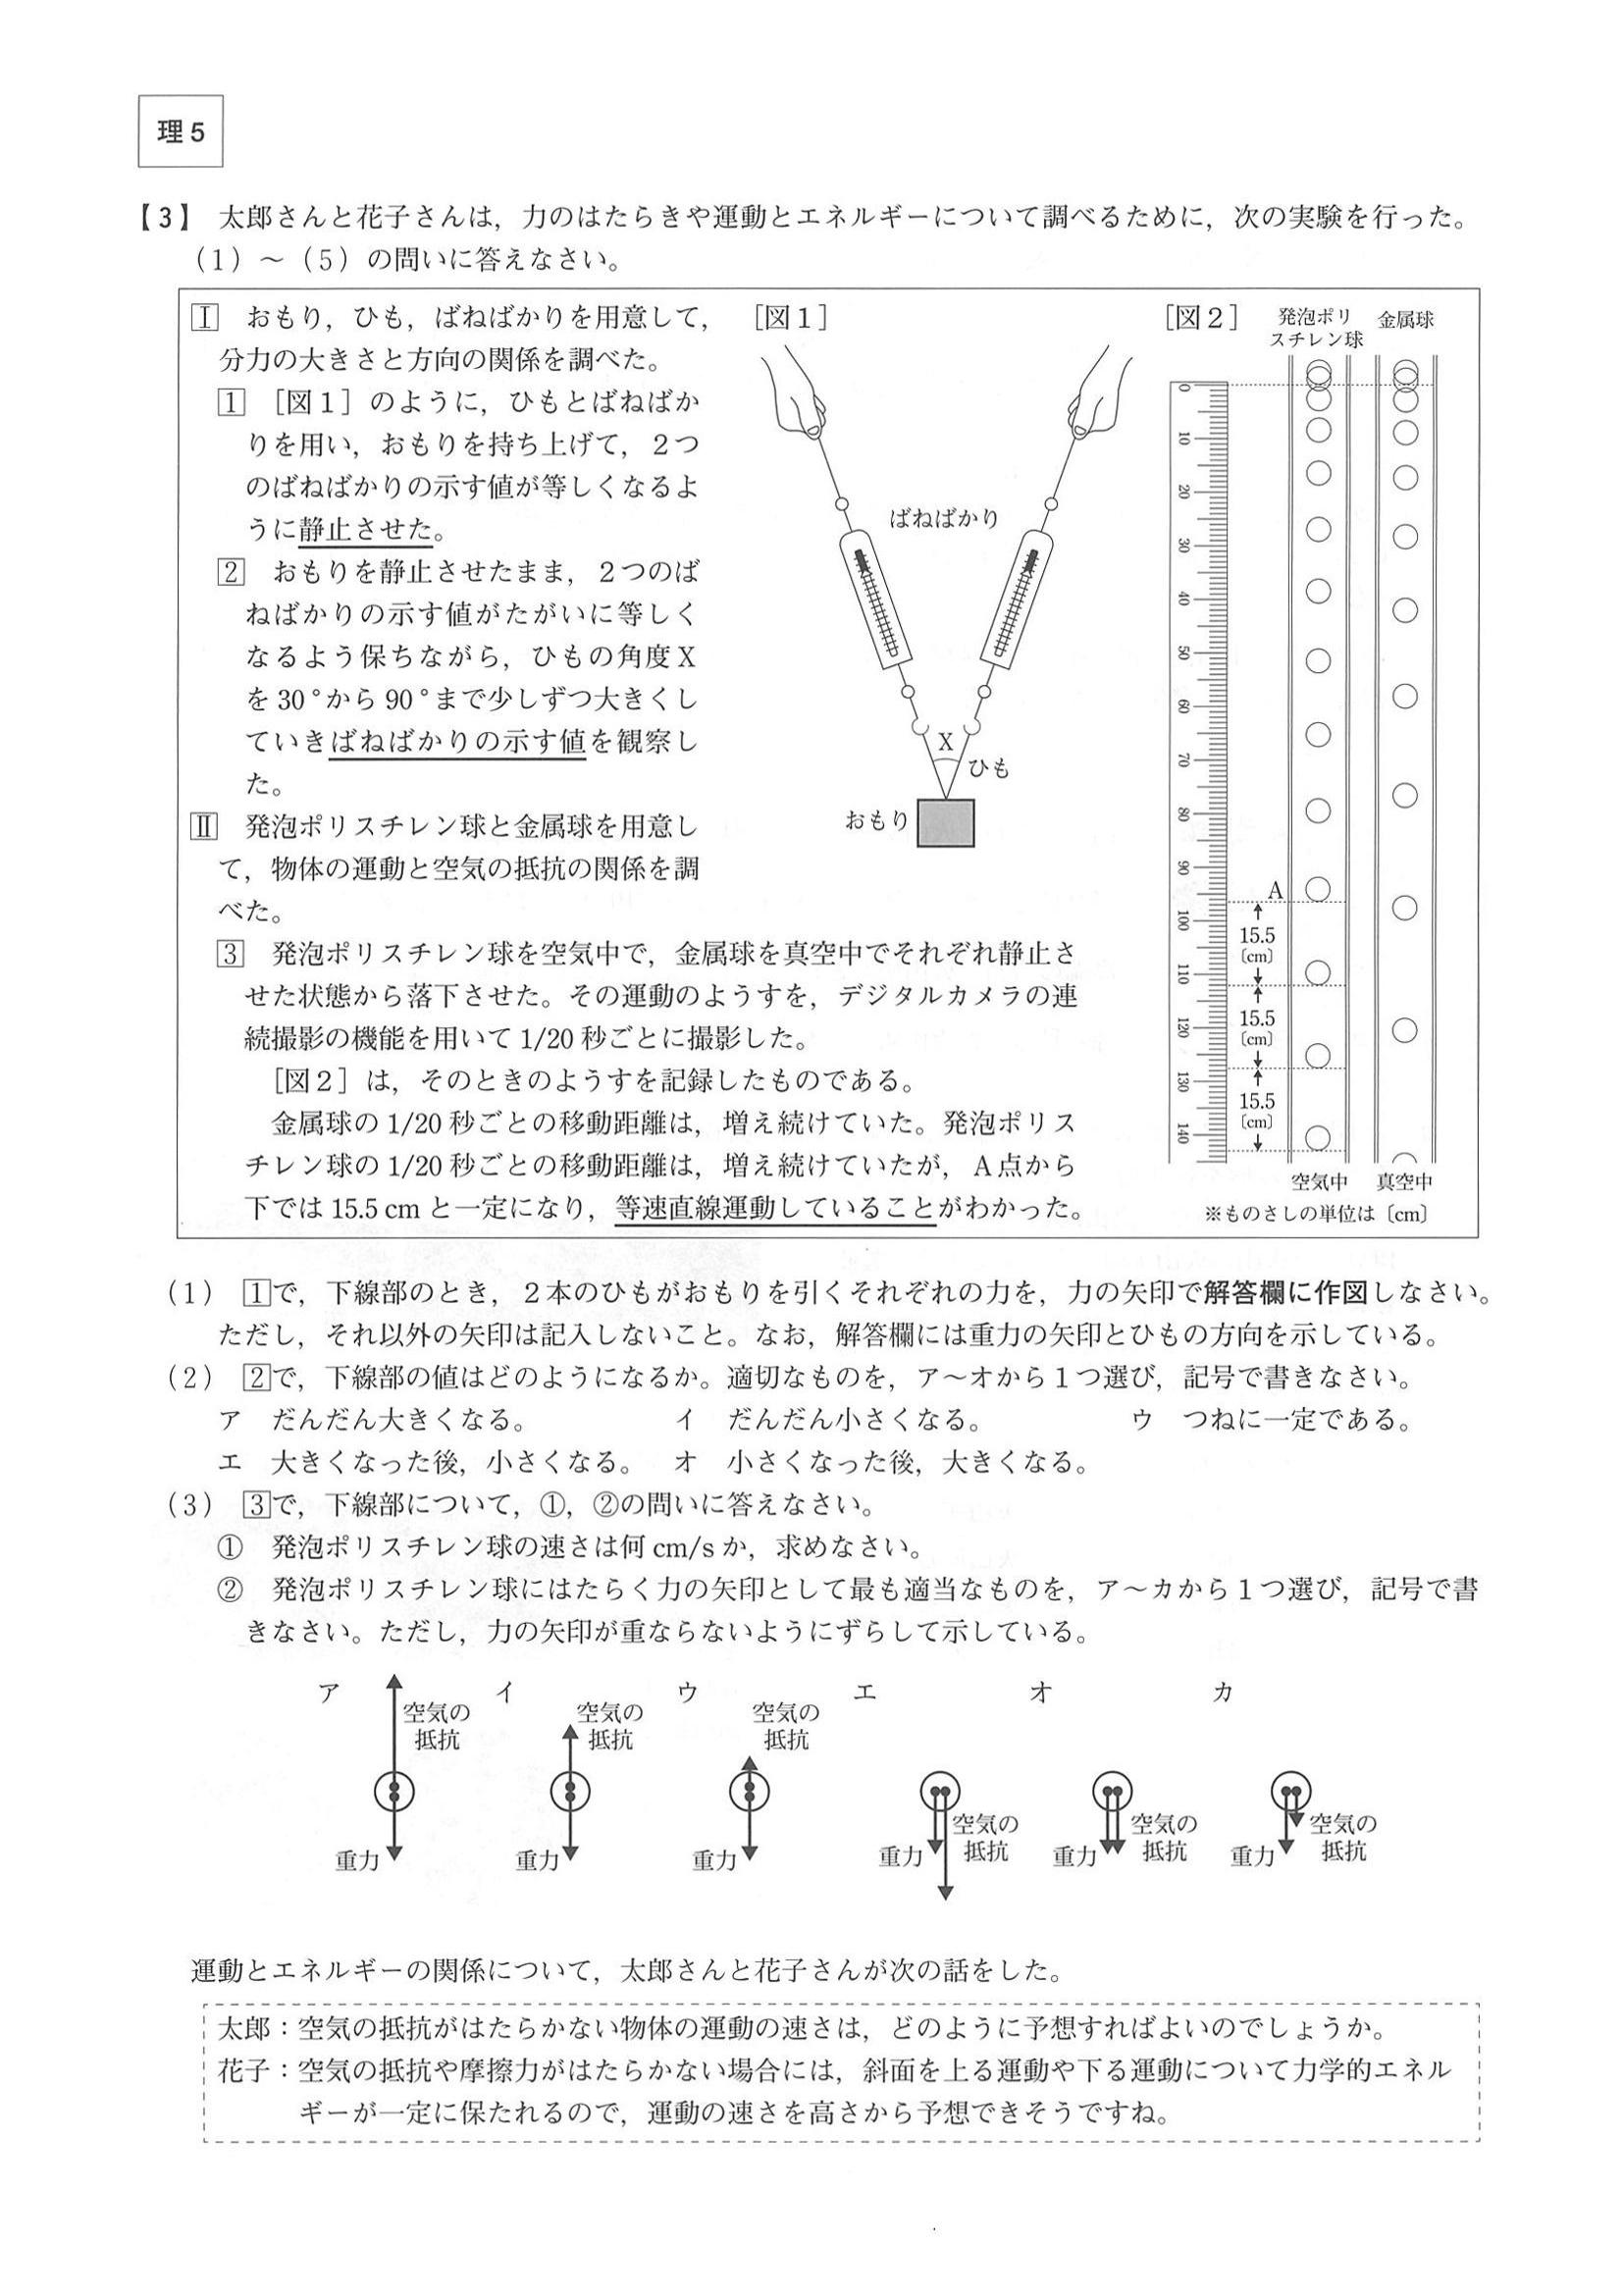 理5
【3】 太郎さんと花子さんは，力のはたらきや運動とエネルギーについて調べるために，次の実験を行った。
（1）～（5）の問いに答えなさい。
Ⅰ おもり，ひも，ばねばかりを用意して，
分力の大きさと方向の関係を調べた。
1 ［図1］のように，ひもとばねばか
りを用い，おもりを持ち上げて，2つ
のばねばかりの示す値が等しくなるよ
うに静止させた。
2 おもりを静止させたまま，2つのば
ねばかりの示す値がたがいに等しく
なるよう保ちながら，ひもの角度X
を30°から90°まで少しずつ大きくし
ていきばねばかりの示す値を観察し
た。
Ⅱ 発泡ポリスチレン球と金属球を用意し
て，物体の運動と空気の抵抗の関係を調
べた。
3 発泡ポリスチレン球を空気中で，金属球を真空中でそれぞれ静止さ
せた状態から落下させた。その運動のようすを，デジタルカメラの連
続撮影の機能を用いて1/20秒ごとに撮影した。
［図2］は，そのときのようすを記録したものである。
金属球の1/20秒ごとの移動距離は，増え続けていた。発泡ポリス
チレン球の1/20秒ごとの移動距離は，増え続けていたが，A点から
下では15.5cmと一定になり，等速直線運動していることがわかった。
［図1］
ばねばかり
X
ひも
おもり
［図2］
発泡ポリ
スチレン球
金属球
0
10
20
30
40
50
60
70
80
90
100
110
120
130
140
A
15.5
〔cm〕
15.5
〔cm〕
15.5
〔cm〕
空気中
真空中
※ものさしの単位は〔cm〕
（1） 1で，下線部のとき，2本のひもがおもりを引くそれぞれの力を，力の矢印で解答欄に作図しなさい。
ただし，それ以外の矢印は記入しないこと。なお，解答欄には重力の矢印とひもの方向を示している。
（2） 2で，下線部の値はどのようになるか。適切なものを，ア～オから1つ選び，記号で書きなさい。
ア だんだん大きくなる。 イ だんだん小さくなる。 ウ つねに一定である。
エ 大きくなった後，小さくなる。 オ 小さくなった後，大きくなる。
（3） 3で，下線部について，①，②の問いに答えなさい。
① 発泡ポリスチレン球の速さは何cm/sか，求めなさい。
② 発泡ポリスチレン球にはたらく力の矢印として最も適当なものを，ア～カから1つ選び，記号で書
きなさい。ただし，力の矢印が重ならないようにずらして示している。
ア
空気の
抵抗
重力
イ
空気の
抵抗
重力
ウ
空気の
抵抗
重力
エ
空気の
抵抗
重力
オ
空気の
抵抗
重力
カ
空気の
抵抗
重力
運動とエネルギーの関係について，太郎さんと花子さんが次の話をした。
太郎：空気の抵抗がはたらかない物体の運動の速さは，どのように予想すればよいのでしょうか。
花子：空気の抵抗や摩擦力がはたらかない場合には，斜面を上る運動や下る運動について力学的エネル
ギーが一定に保たれるので，運動の速さを高さから予想できそうですね。